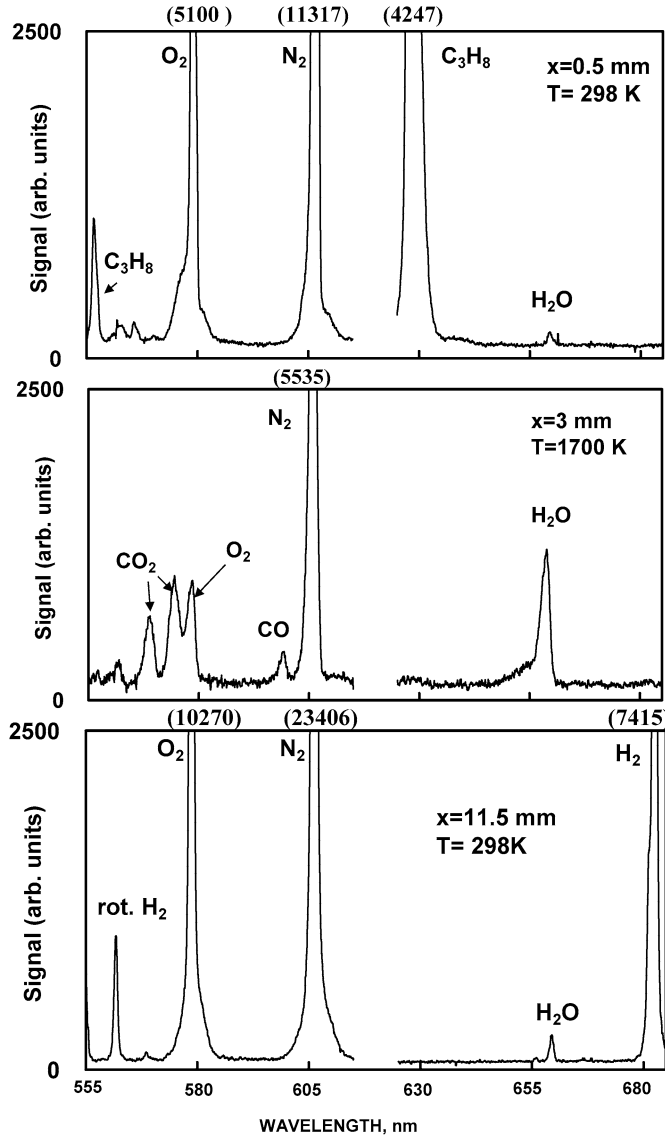 (5100 ) (11317) (4247)
2500
O2 N2 C3H8
x=0.5 mm
T= 298 K
Signal (arb. units)
C3H8
H2O
0
(5535)
2500
N2
x=3 mm
T=1700 K
Signal (arb. units)
H2O
CO2 O2
CO
0
(10270) (23406) (7415)
2500
O2 N2 H2
x=11.5 mm
T= 298K
Signal (arb. units)
rot. H2
H2O
0
555 580 605 630 655 680
WAVELENGTH, nm